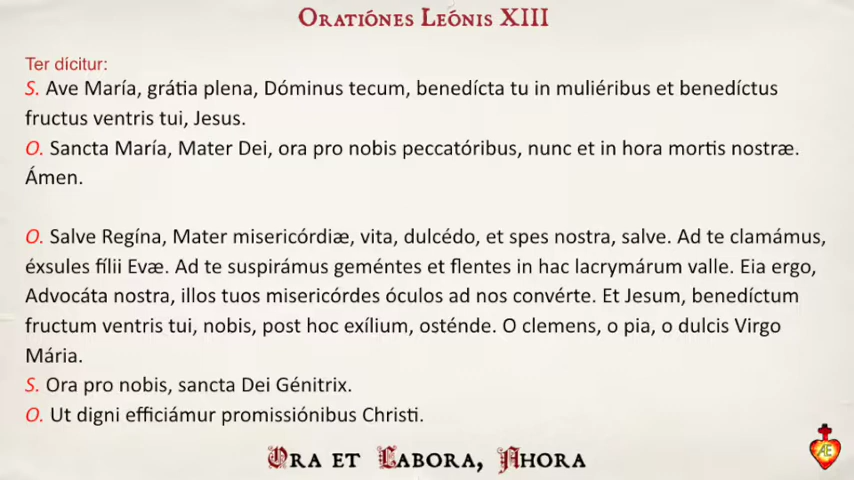 Oratiónes Leónis XIII
Ter dícitur:
S. Ave María, grátia plena, Dóminus tecum, benedícta tu in muliéribus et benedíctus
fructus ventris tui, Jesus.
O. Sancta María, Mater Dei, ora pro nobis peccatóribus, nunc et in hora mortis nostræ.
Ámen.
O. Salve Regína, Mater misericórdiæ, vita, dulcédo, et spes nostra, salve. Ad te clamámus,
éxsules fílii Evæ. Ad te suspirámus geméntes et flentes in hac lacrymárum valle. Eia ergo,
Advocáta nostra, illos tuos misericórdes óculos ad nos convérte. Et Jesum, benedíctum
fructum ventris tui, nobis, post hoc exílium, osténde. O clemens, o pia, o dulcis Virgo
Mária.
S. Ora pro nobis, sancta Dei Génitrix.
O. Ut digni efficiámur promissiónibus Christi.
Ora et Labora, Ahora
Æ